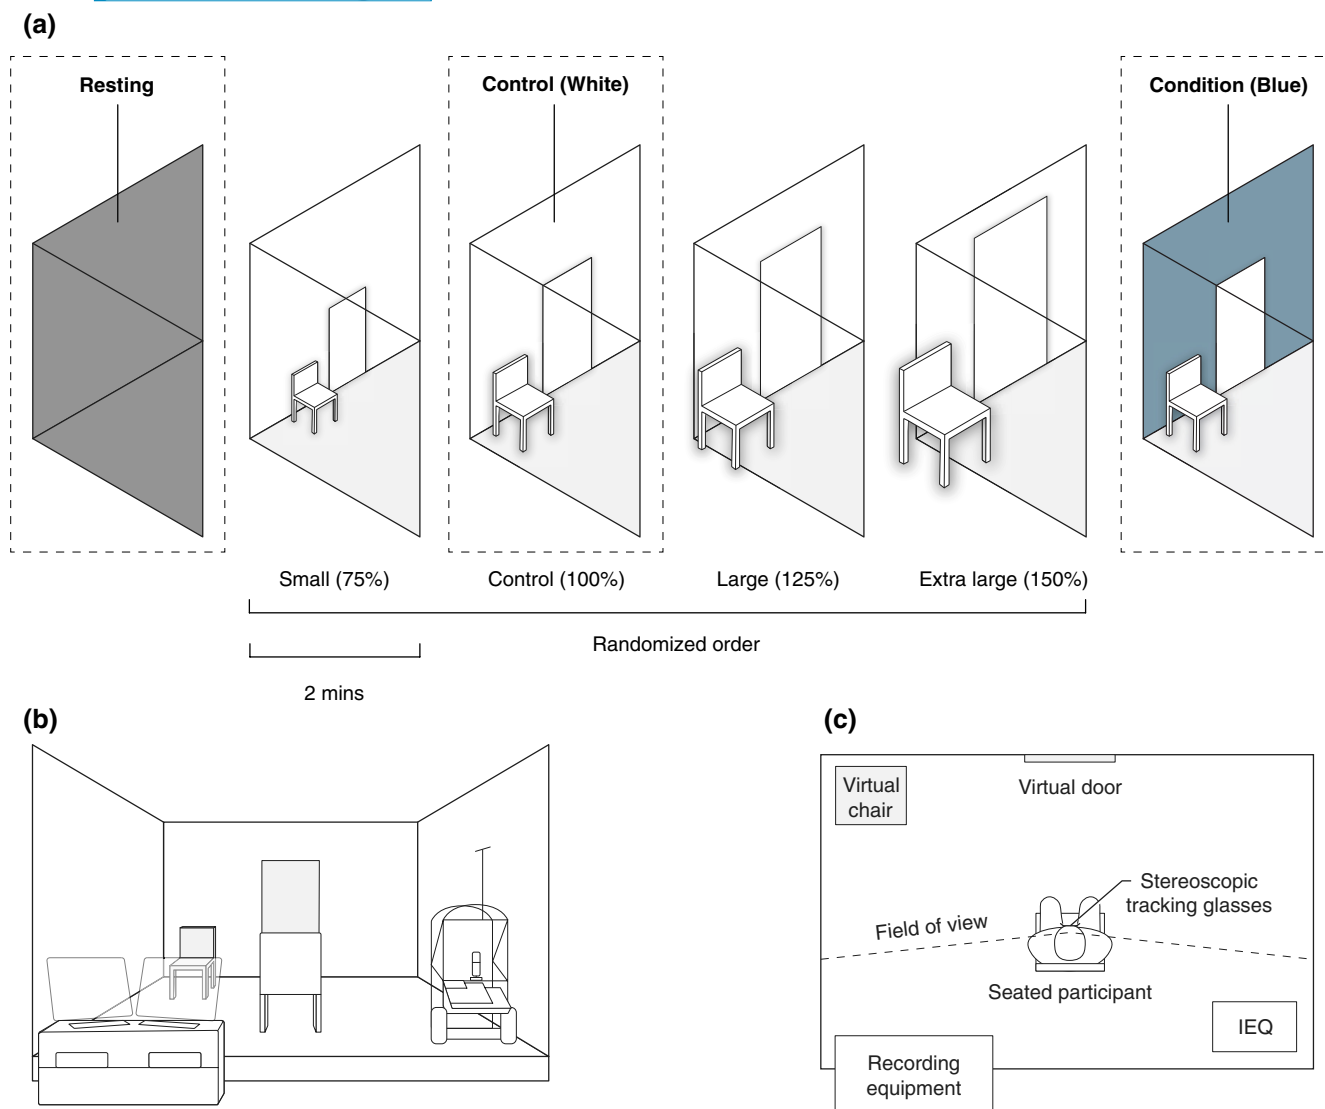 (a)
Resting
Control (White)
Condition (Blue)
Small (75%)
Control (100%)
Large (125%)
Extra large (150%)
Randomized order
2 mins
(b)
(c)
Virtual
chair
Virtual door
Stereoscopic
tracking glasses
Field of view
Seated participant
IEQ
Recording
equipment